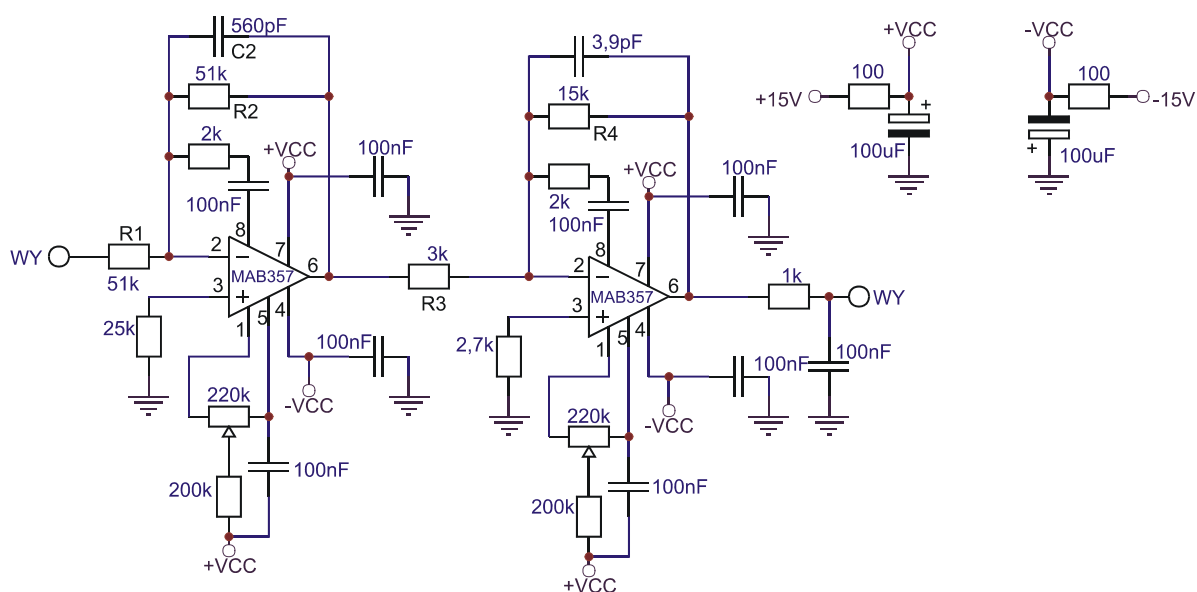 560pF
C2
51k
R2
2k
100nF
+VCC
100nF
WY
R1
51k
2
3
8
7
6
MAB357
1
5
4
25k
100nF
-VCC
220k
200k
100nF
+VCC
3k
R3
3,9pF
15k
R4
2k
100nF
+VCC
100nF
2
3
8
7
6
MAB357
1
5
4
2,7k
100nF
-VCC
220k
200k
100nF
+VCC
1k
WY
100nF
+VCC
100
+15V
+
100uF
-VCC
100
-15V
+
100uF